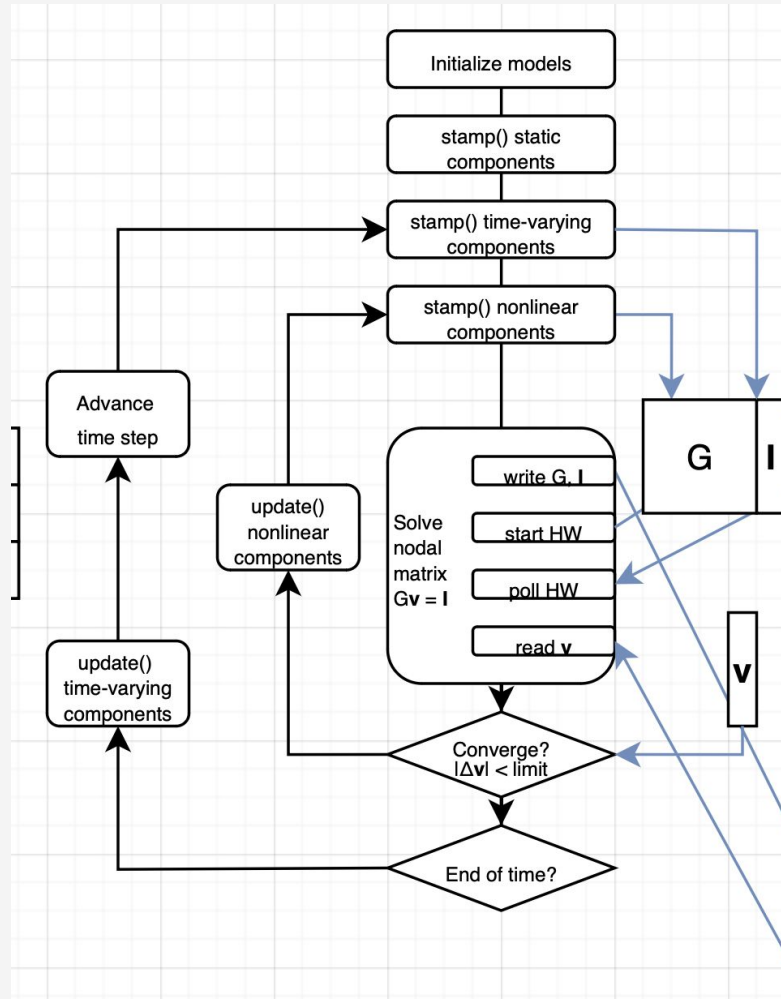 Initialize models
stamp() static
components
stamp() time-varying
components
stamp() nonlinear
components
Advance
time step
G
I
write G, I
update()
nonlinear
components
Solve
nodal
matrix
Gv = I
start HW
poll HW
read v
update()
time-varying
components
v
Converge?
|Δv| < limit
End of time?